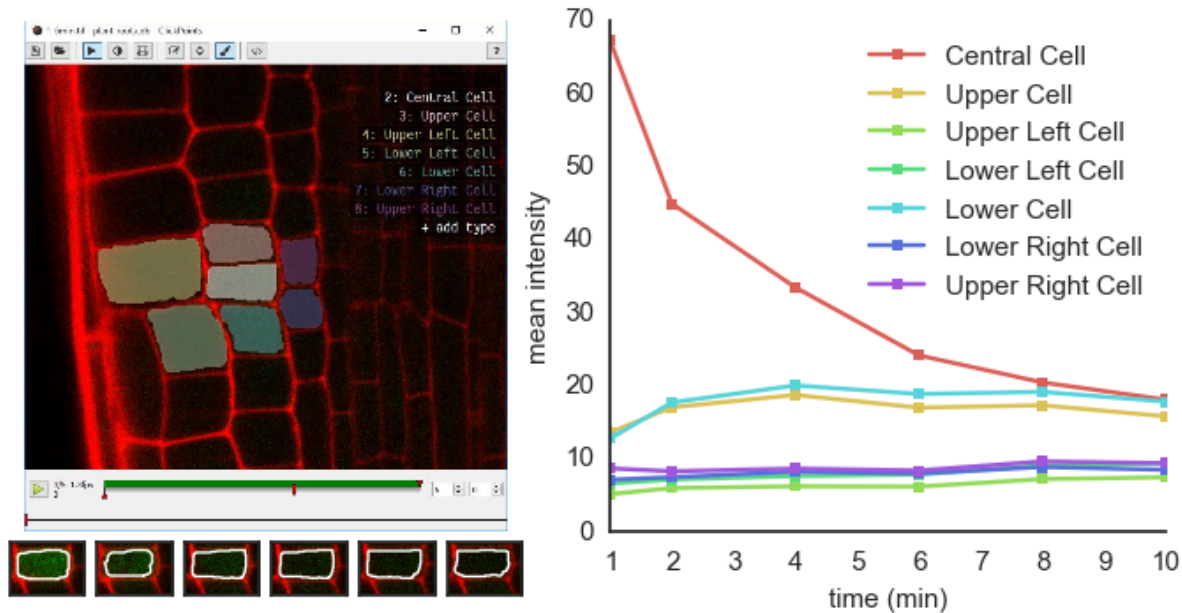 plant_root.cdb - ClickPoints
?
2: Central Cell
3: Upper Cell
4: Upper Left Cell
5: Lower Left Cell
6: Lower Cell
7: Lower Right Cell
8: Upper Right Cell
+ add type
mean intensity
70
60
50
40
30
20
10
0
Central Cell
Upper Cell
Upper Left Cell
Lower Left Cell
Lower Cell
Lower Right Cell
Upper Right Cell
1 2 3 4 5 6 7 8 9 10
time (min)